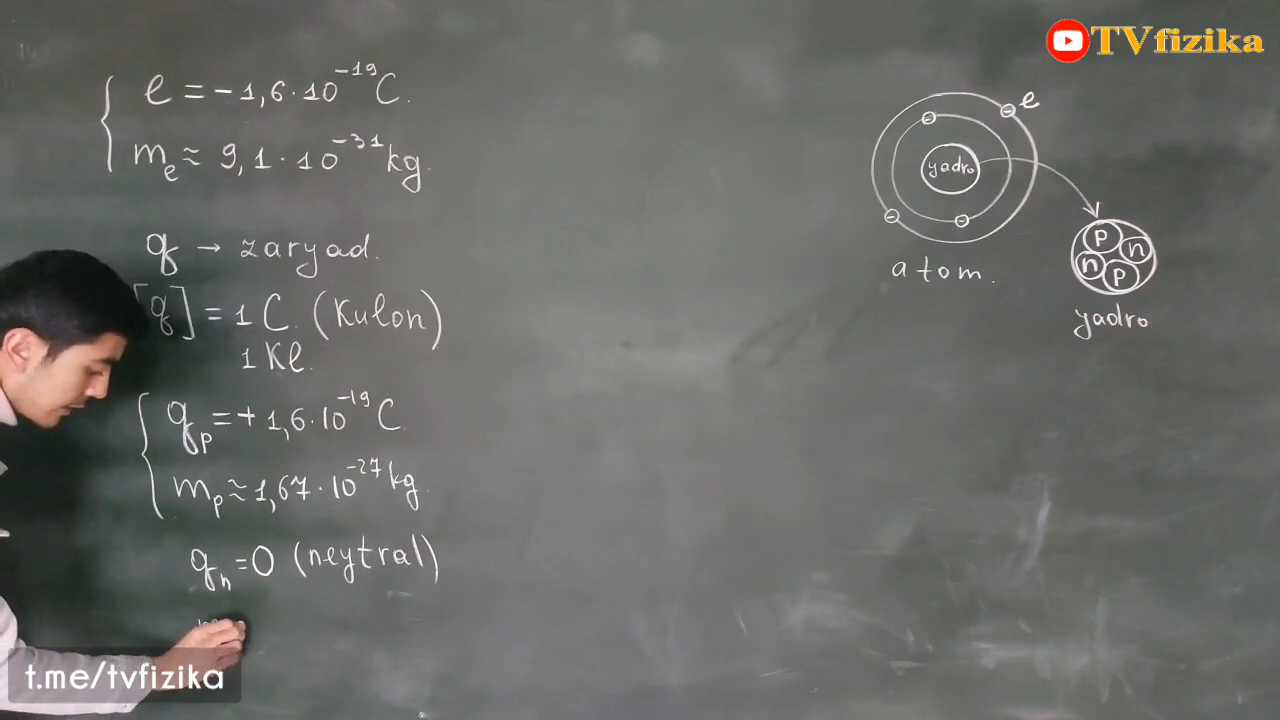 TVfizika
e = -1,6·10⁻¹⁹ C.
mₑ ≈ 9,1·10⁻³¹ kg.
q → zaryad.
[q] = 1 C. (Kulon)
1 Kl.
qₚ = +1,6·10⁻¹⁹ C
mₚ ≈ 1,67·10⁻²⁷ kg.
qₙ = 0 (neytral)
e
yadro
atom.
p
n
n
p
yadro
t.me/tvfizika